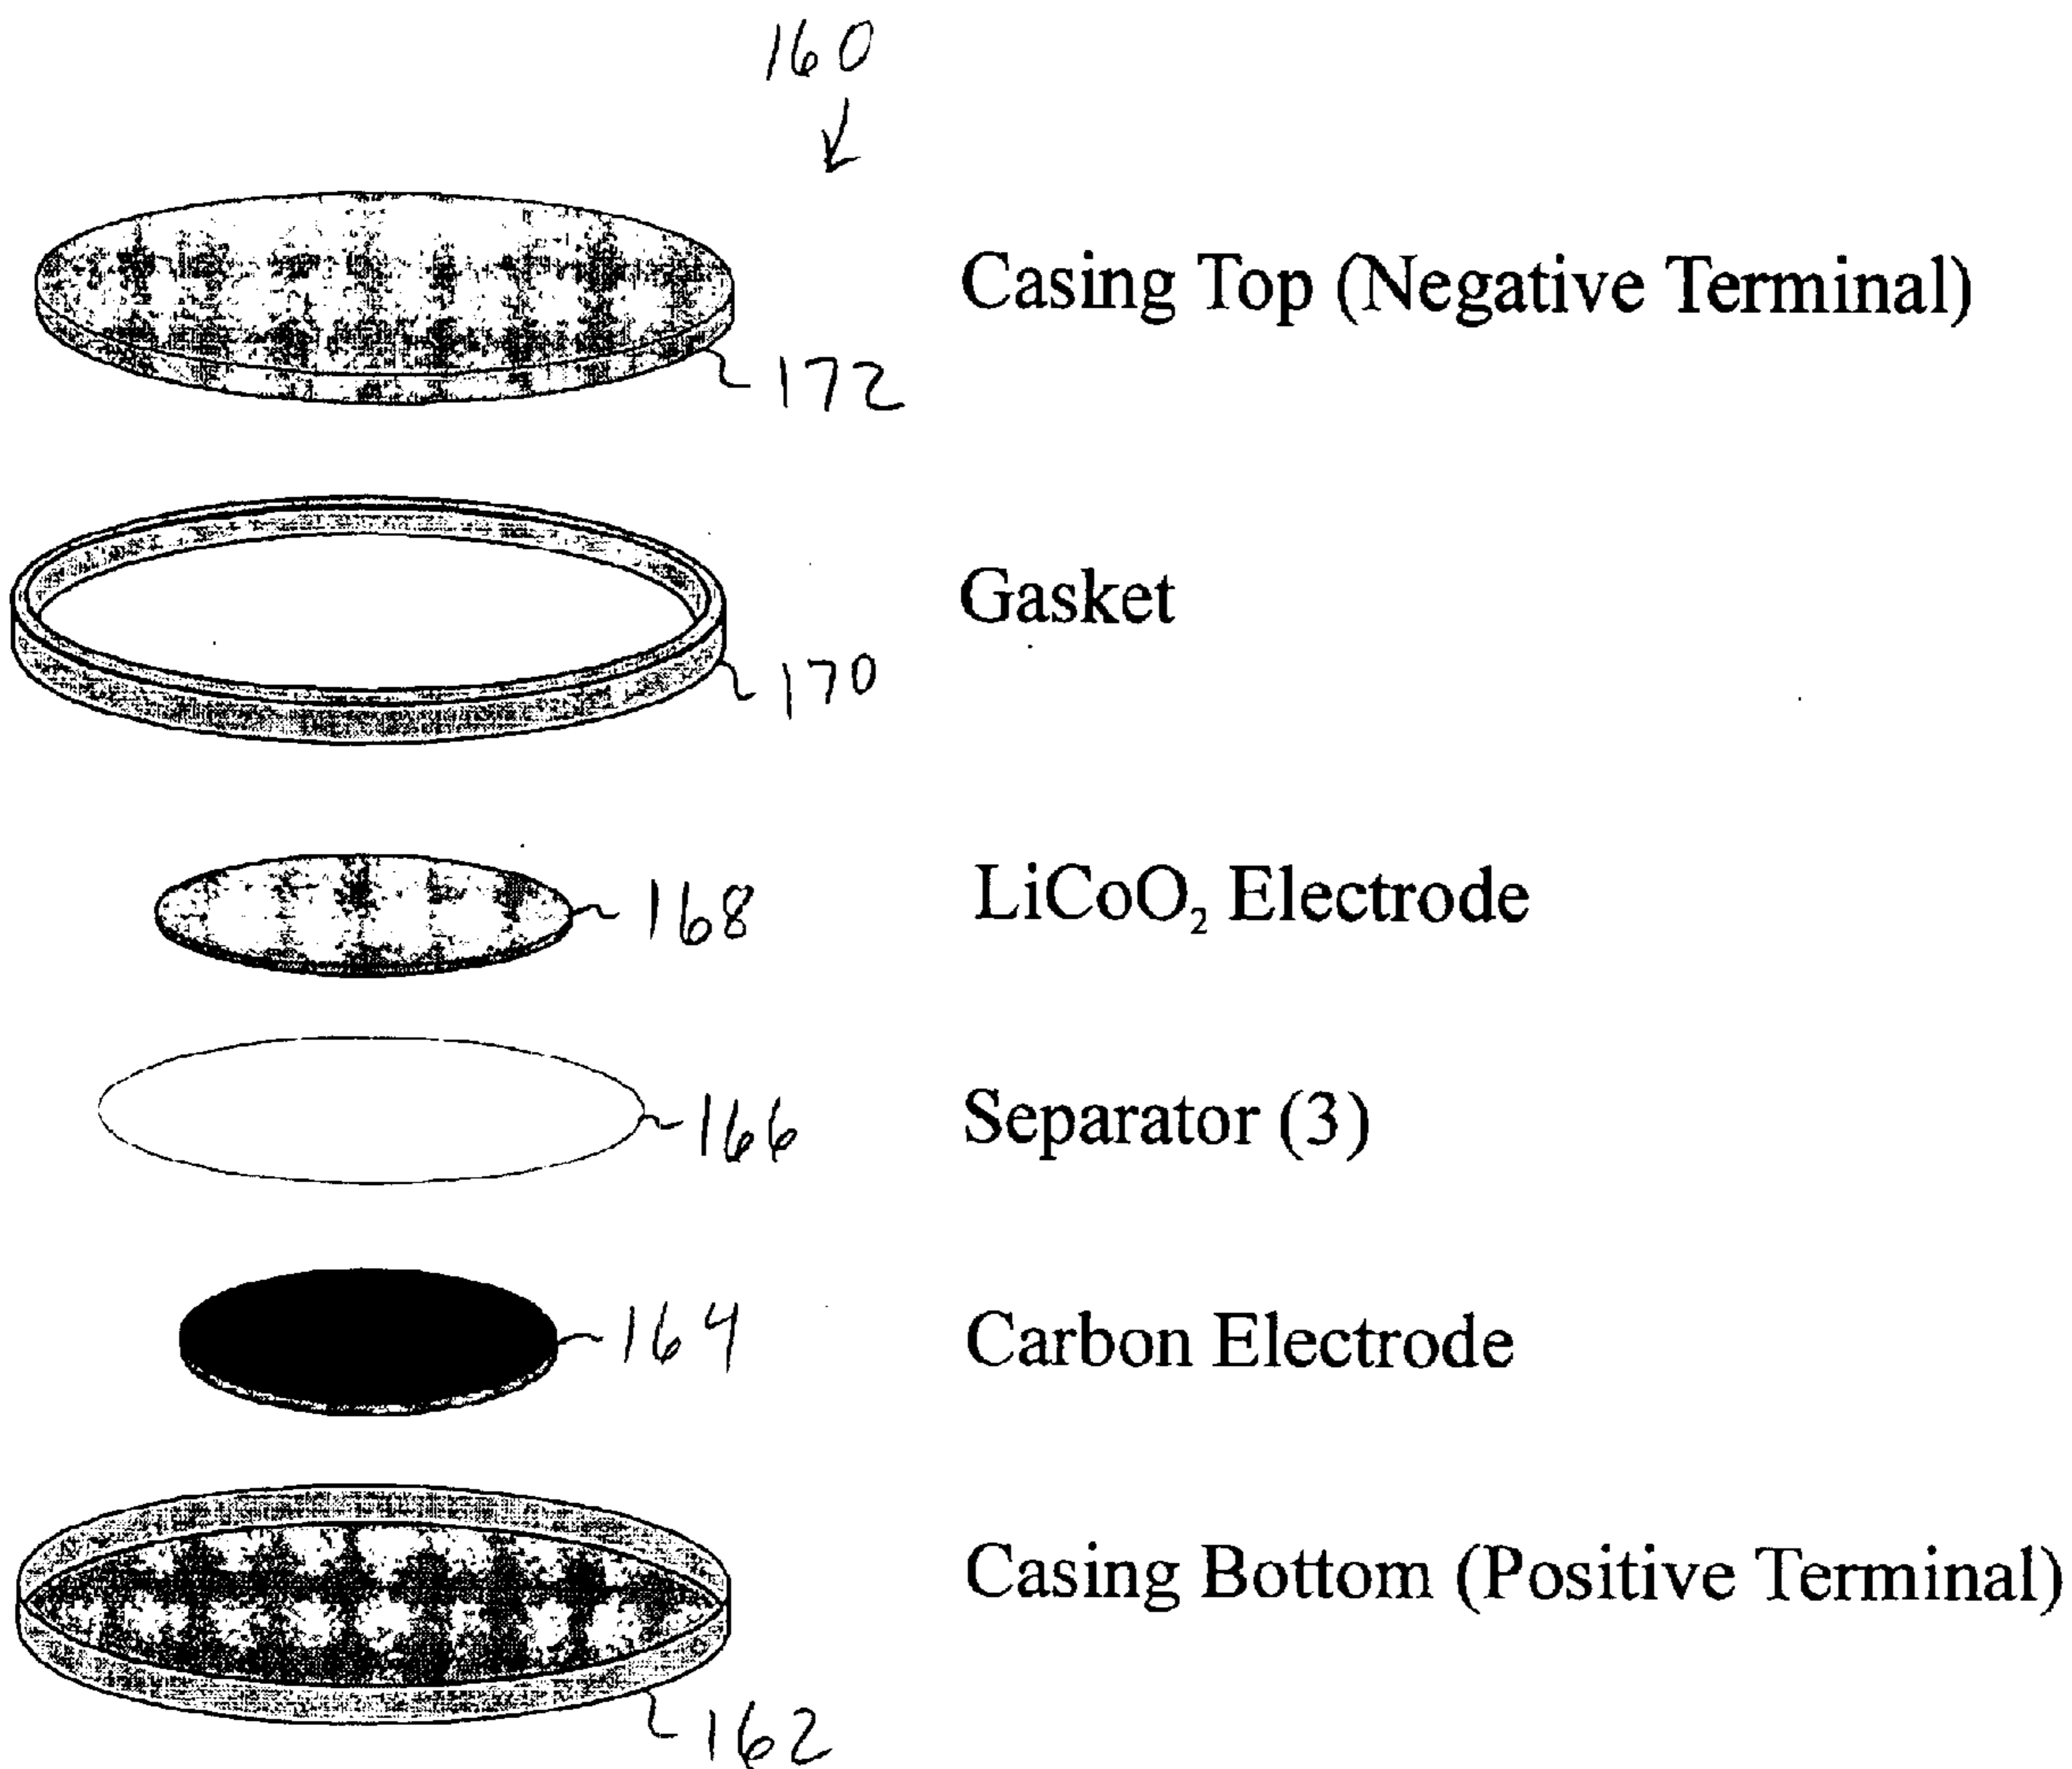 160
Casing Top (Negative Terminal)
172
Gasket
170
LiCoO₂ Electrode
168
Separator (3)
166
Carbon Electrode
164
Casing Bottom (Positive Terminal)
162